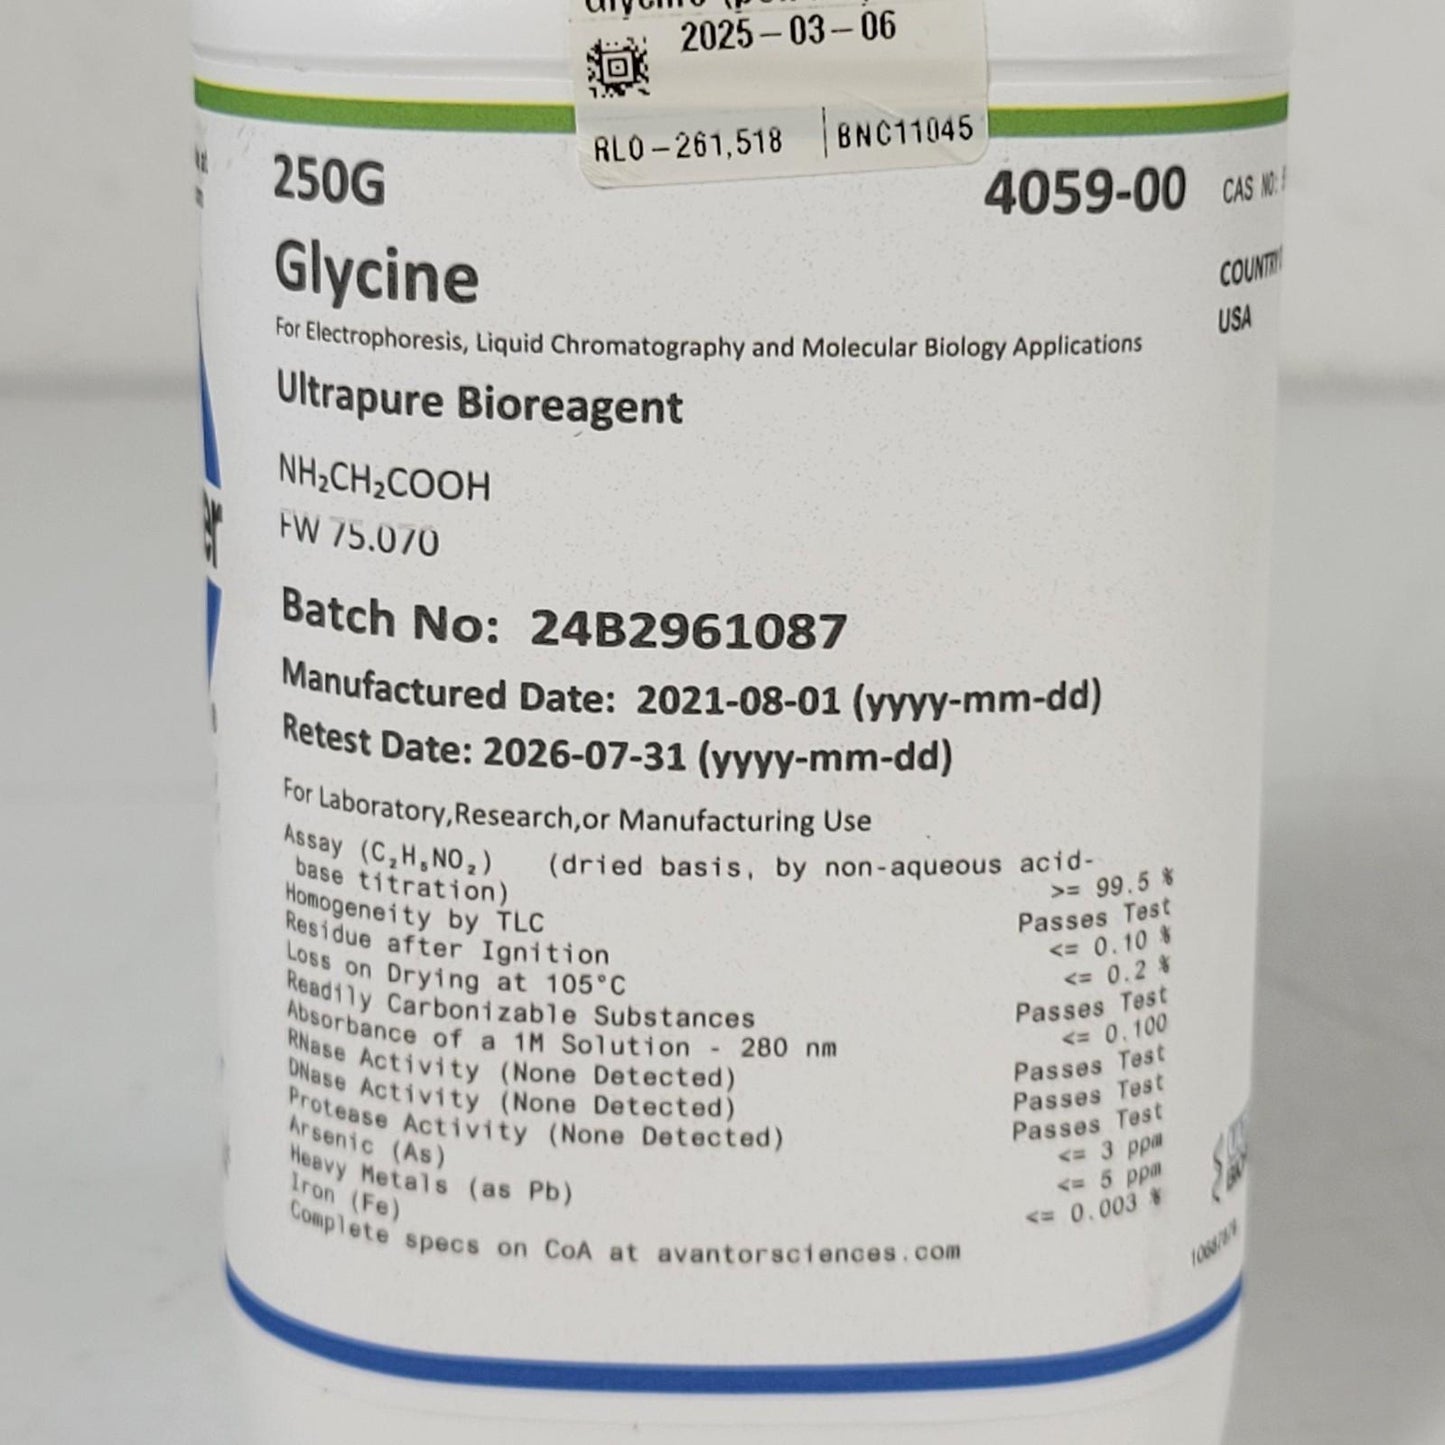 2025-03-06
RLO-261,518 | BNC11045
250G
4059-00
CAS NO:
USA
Glycine
For Electrophoresis, Liquid Chromatography and Molecular Biology Applications
Ultrapure Bioreagent
NH₂CH₂COOH
FW 75.070
Batch No: 24B2961087
Manufactured Date: 2021-08-01 (yyyy-mm-dd)
Retest Date: 2026-07-31 (yyyy-mm-dd)
For Laboratory,Research,or Manufacturing Use
Assay (C₂H₅NO₂) (dried basis, by non-aqueous acid-
base titration) >= 99.5 %
Homogeneity by TLC Passes Test
Residue after Ignition <= 0.10 %
Loss on Drying at 105°C <= 0.2 %
Readily Carbonizable Substances Passes Test
Absorbance of a 1M Solution - 280 nm <= 0.100
RNase Activity (None Detected) Passes Test
DNase Activity (None Detected) Passes Test
Protease Activity (None Detected) Passes Test
Arsenic (As) <= 3 ppm
Heavy Metals (as Pb) <= 5 ppm
Iron (Fe) <= 0.003 %
Complete specs on CoA at avantorsciences.com